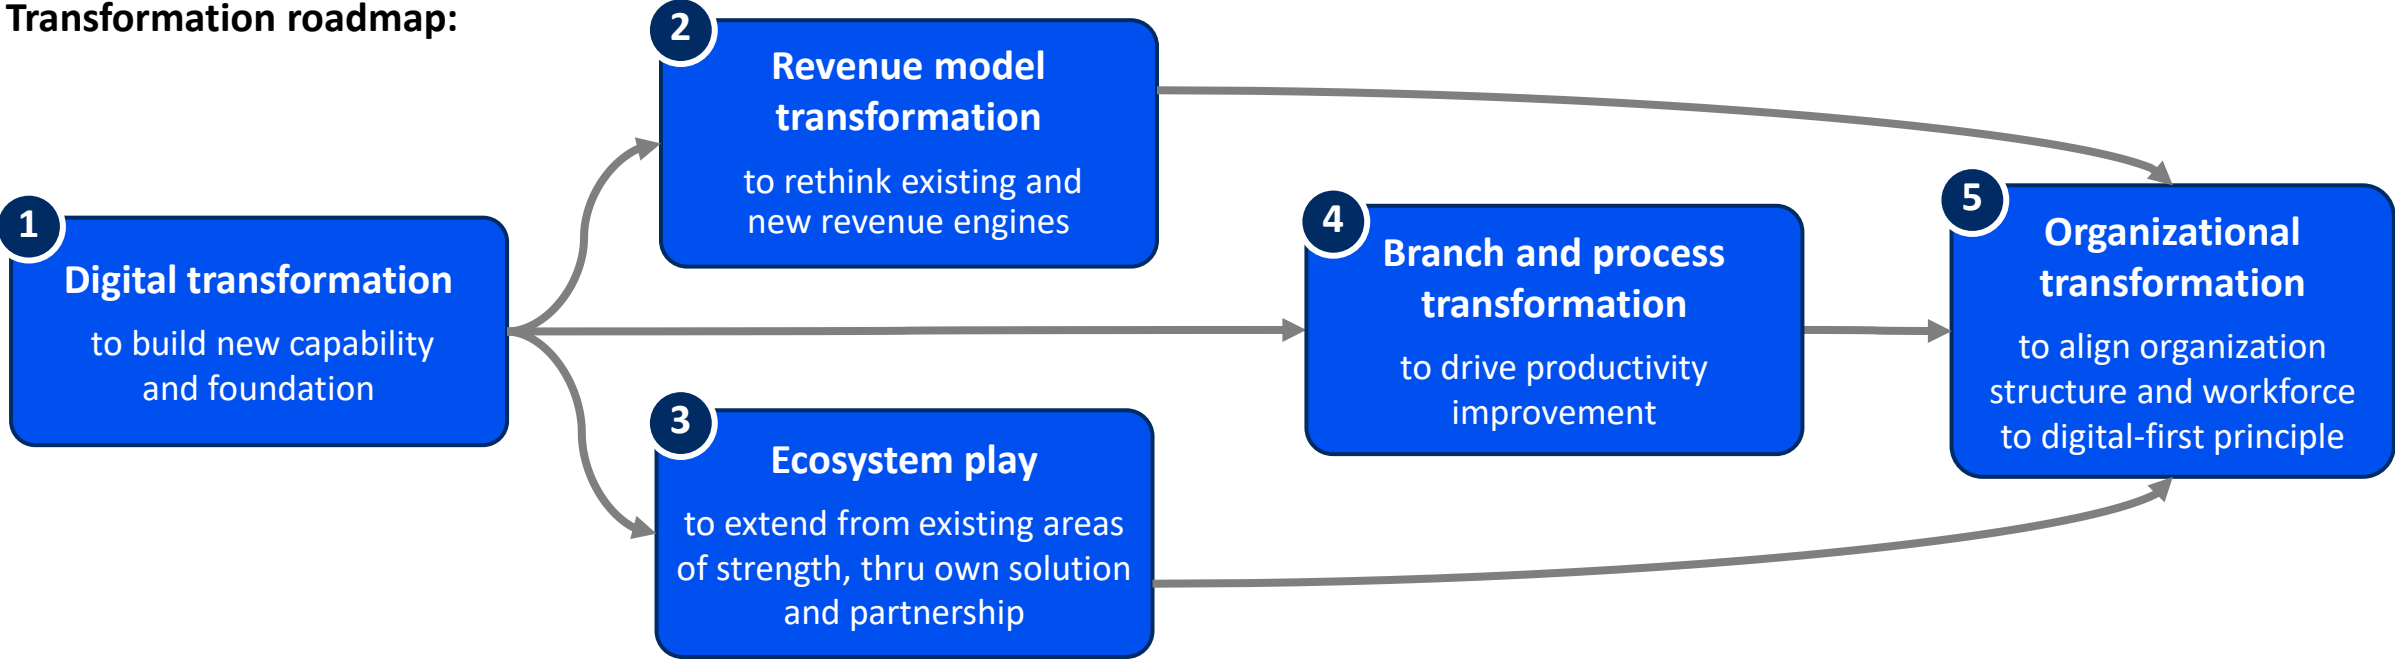 Transformation roadmap:
1
Digital transformation
to build new capability
and foundation
2
Revenue model
transformation
to rethink existing and
new revenue engines
3
Ecosystem play
to extend from existing areas
of strength, thru own solution
and partnership
4
Branch and process
transformation
to drive productivity
improvement
5
Organizational
transformation
to align organization
structure and workforce
to digital-first principle